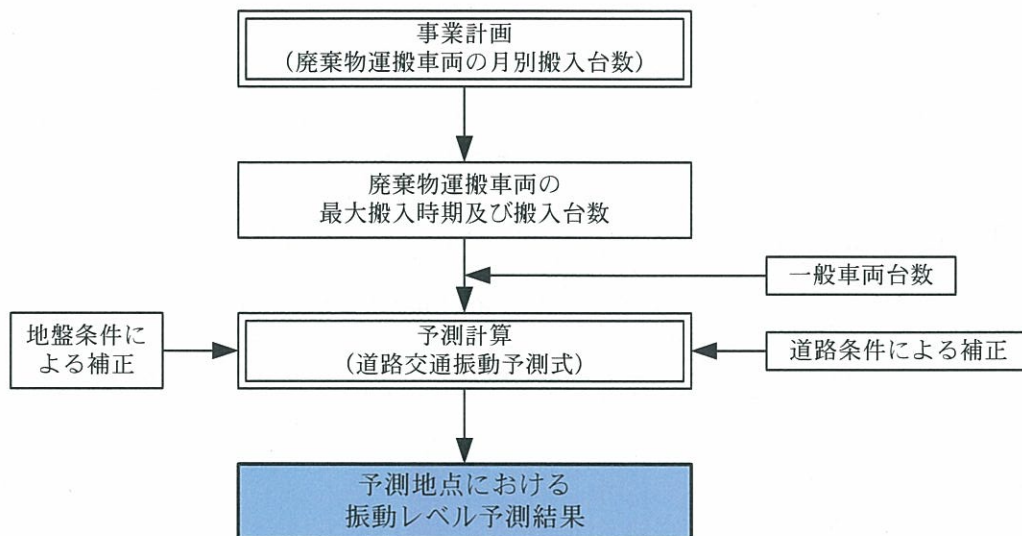 事業計画
（廃棄物運搬車両の月別搬入台数）
廃棄物運搬車両の
最大搬入時期及び搬入台数
一般車両台数
地盤条件に
よる補正
予測計算
（道路交通振動予測式）
道路条件による補正
予測地点における
振動レベル予測結果